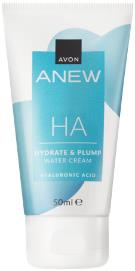 AVON
ANEW
HA
HYDRATE & PLUMP
WATER CREAM
HYALURONIC ACID
50ml e